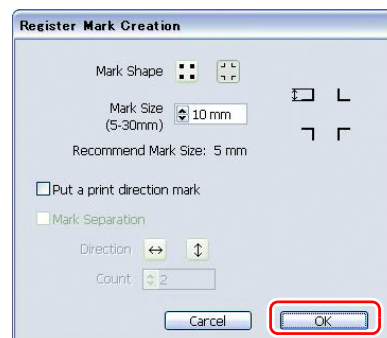 Register Mark Creation
Mark Shape
Mark Size
(5-30mm)
10 mm
Recommend Mark Size: 5 mm
Put a print direction mark
Mark Separation
Direction
Count 2
Carcel OK